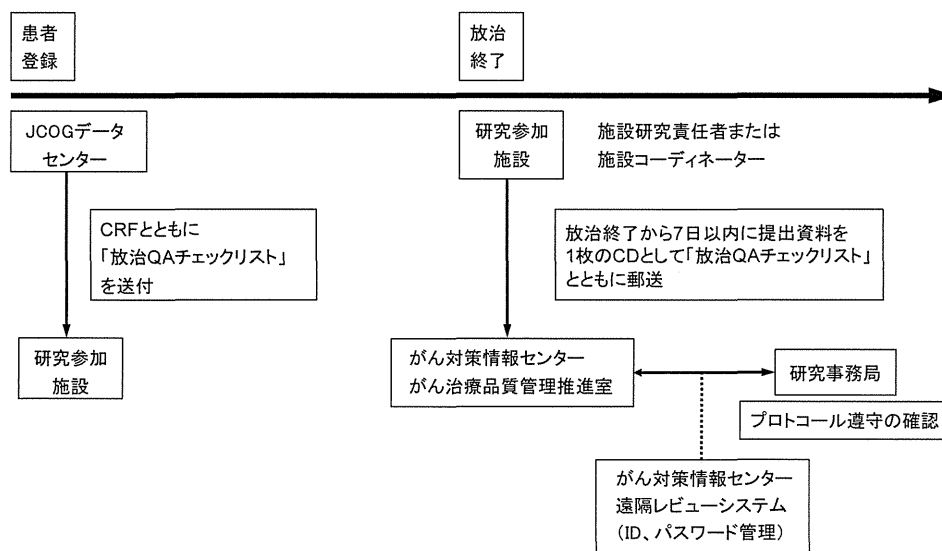 患者
登録
放治
終了
JCOGデータ
センター
研究参加
施設
施設研究責任者または
施設コーディネーター
CRFとともに
「放治QAチェックリスト」
を送付
放治終了から7日以内に提出資料を
1枚のCDとして「放治QAチェックリスト」
とともに郵送
研究参加
施設
がん対策情報センター
がん治療品質管理推進室
研究事務局
プロトコール遵守の確認
がん対策情報センター
遠隔レビューシステム
(ID、パスワード管理)